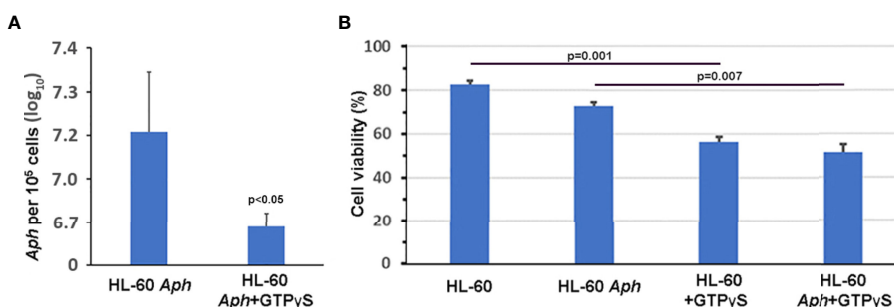 A
Aph per 10⁶ cells (log₁₀)
7.4
7.3
7.2
7.0
6.7
0
p<0.05
HL-60 Aph
HL-60
Aph+GTPγS
B
Cell viability (%)
100
80
60
40
20
0
p=0.001
p=0.007
HL-60
HL-60 Aph
HL-60
+GTPγS
HL-60
Aph+GTPγS